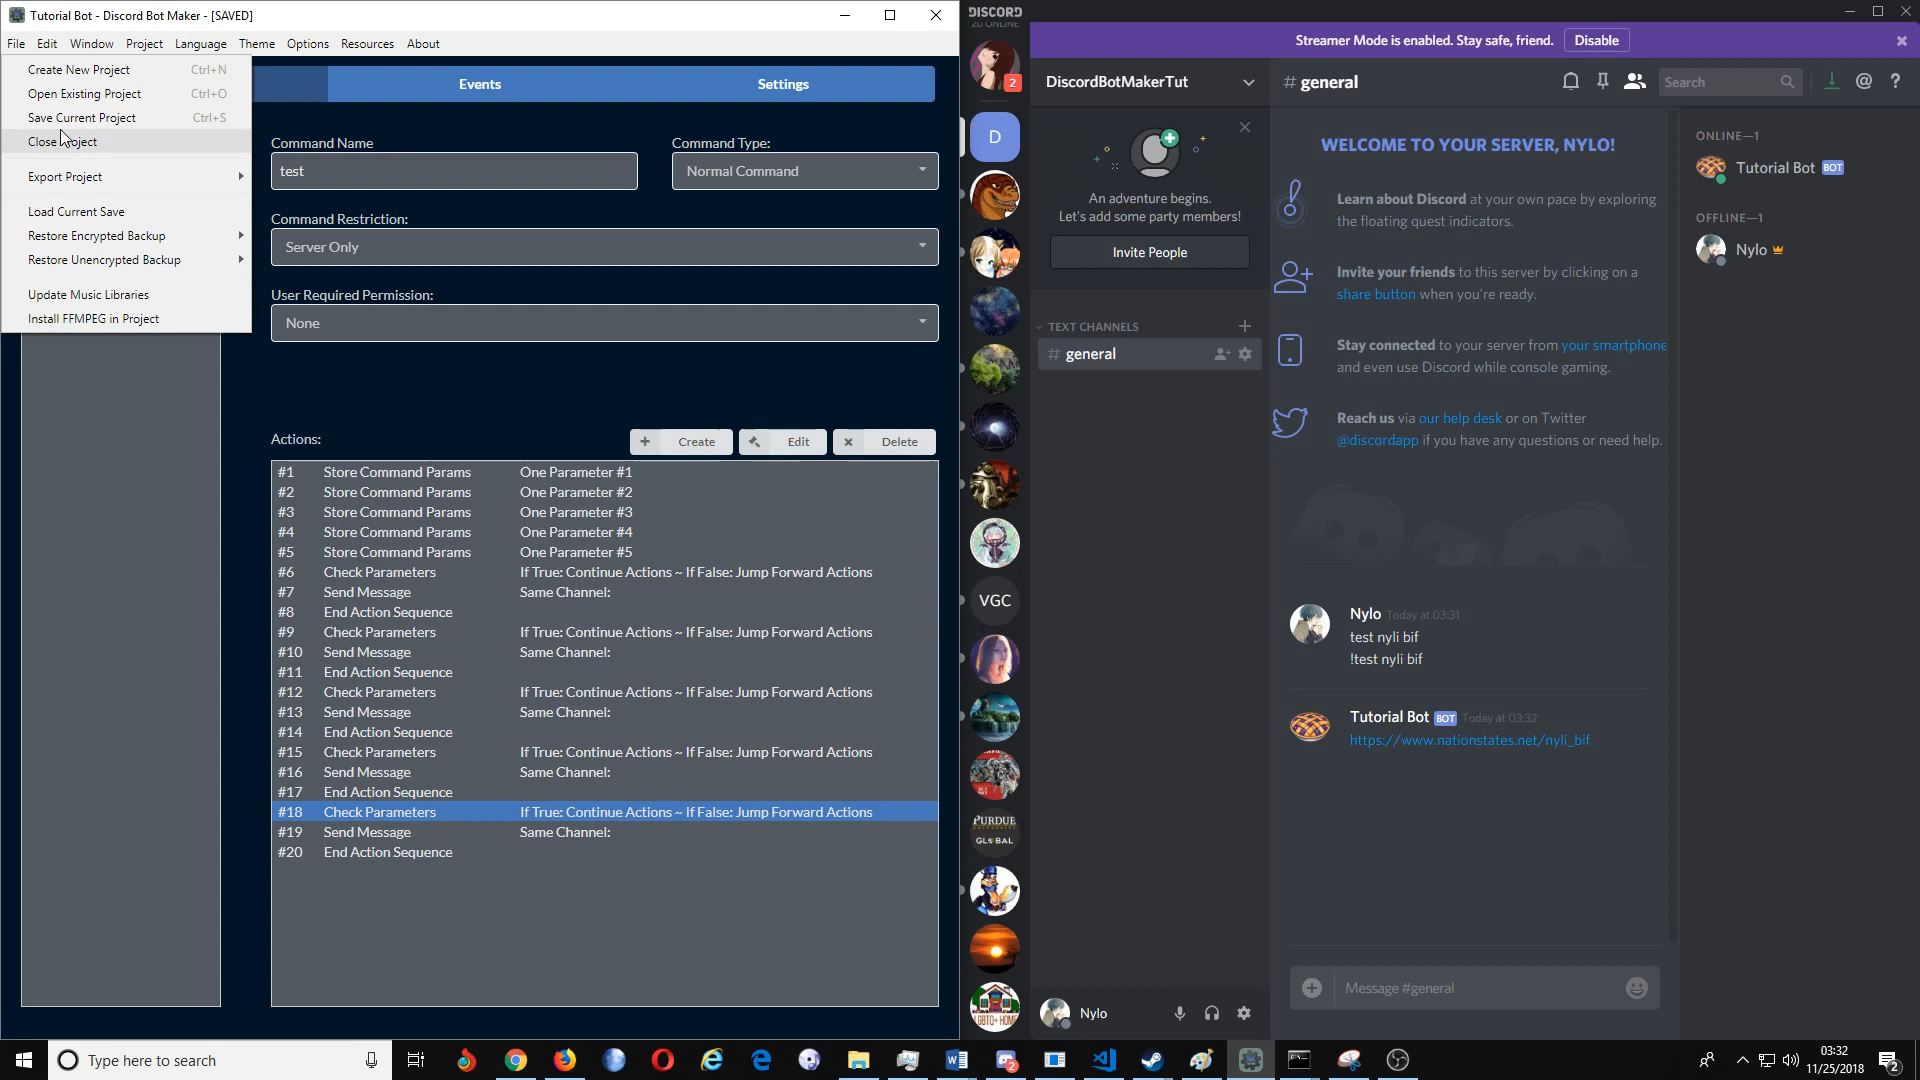 Tutorial Bot - Discord Bot Maker - [SAVED]
File Edit Window Project Language Theme Options Resources About
Create New Project Ctrl+N
Open Existing Project Ctrl+O
Save Current Project Ctrl+S
Close Project
Export Project
Load Current Save
Restore Encrypted Backup
Restore Unencrypted Backup
Update Music Libraries
Install FFMPEG in Project
Events
Settings
Command Name
test
Command Type:
Normal Command
Command Restriction:
Server Only
User Required Permission:
None
Actions:
Create
Edit
Delete
#1 Store Command Params One Parameter #1
#2 Store Command Params One Parameter #2
#3 Store Command Params One Parameter #3
#4 Store Command Params One Parameter #4
#5 Store Command Params One Parameter #5
#6 Check Parameters If True: Continue Actions ~ If False: Jump Forward Actions
#7 Send Message Same Channel:
#8 End Action Sequence
#9 Check Parameters If True: Continue Actions ~ If False: Jump Forward Actions
#10 Send Message Same Channel:
#11 End Action Sequence
#12 Check Parameters If True: Continue Actions ~ If False: Jump Forward Actions
#13 Send Message Same Channel:
#14 End Action Sequence
#15 Check Parameters If True: Continue Actions ~ If False: Jump Forward Actions
#16 Send Message Same Channel:
#17 End Action Sequence
#18 Check Parameters If True: Continue Actions ~ If False: Jump Forward Actions
#19 Send Message Same Channel:
#20 End Action Sequence
DISCORD
20 ONLINE
2
D
VGC
PURDUE
GLOBAL
LGBTQ+ HOME
Streamer Mode is enabled. Stay safe, friend.
Disable
DiscordBotMakerTut
# general
Search
An adventure begins.
Let's add some party members!
Invite People
TEXT CHANNELS
# general
Nylo
WELCOME TO YOUR SERVER, NYLO!
Learn about Discord at your own pace by exploring
the floating quest indicators.
Invite your friends to this server by clicking on a
share button when you're ready.
Stay connected to your server from your smartphone
and even use Discord while console gaming.
Reach us via our help desk or on Twitter
@discordapp if you have any questions or need help.
Nylo Today at 03:31
test nyli bif
!test nyli bif
Tutorial Bot BOT Today at 03:32
https://www.nationstates.net/nyli_bif
Message #general
ONLINE—1
Tutorial Bot BOT
OFFLINE—1
Nylo
Type here to search
2
03:32
11/25/2018
2